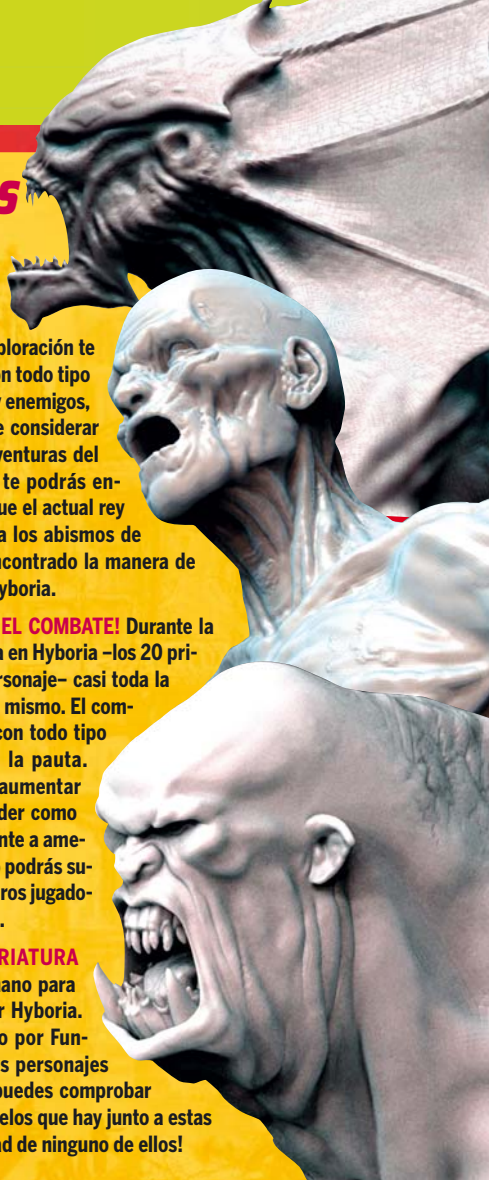 S
ploración te
n todo tipo
y enemigos,
e considerar
venturas del
te podrás en-
ue el actual rey
a los abismos de
ncontrado la manera de
yboria.
EL COMBATE! Durante la
a en Hyboria –los 20 pri-
rsonaje– casi toda la
mismo. El com-
con todo tipo
la pauta.
aumentar
der como
nte a ame-
o podrás su-
ros jugado-
.
RIATURA
nano para
r Hyboria.
o por Fun-
s personajes
puedes comprobar
elos que hay junto a estas
ad de ninguno de ellos!